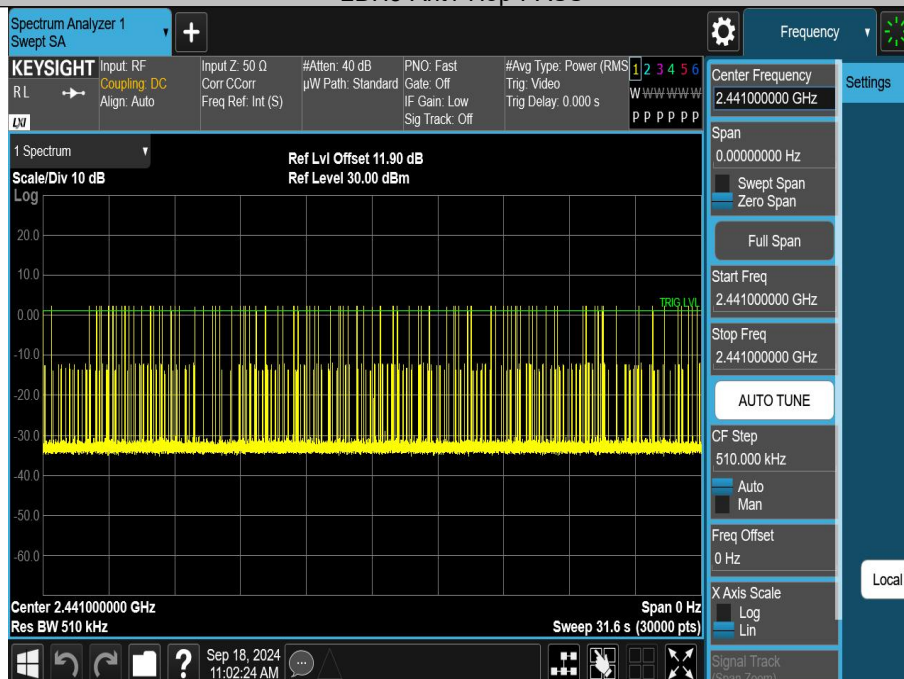 Spectrum Analyzer 1
Swept SA
Frequency
KEYSIGHT
RL
LXI
Input: RF
Coupling: DC
Align: Auto
Input Z: 50 Ω
Corr CCorr
Freq Ref: Int (S)
#Atten: 40 dB
µW Path: Standard
PNO: Fast
Gate: Off
IF Gain: Low
Sig Track: Off
#Avg Type: Power (RMS
Trig: Video
Trig Delay: 0.000 s
1 2 3 4 5 6
W W W W W W
P P P P P P
1 Spectrum
Scale/Div 10 dB
Ref Lvl Offset 11.90 dB
Ref Level 30.00 dBm
Log
20.0
10.0
0.00
-10.0
-20.0
-30.0
-40.0
-50.0
-60.0
TRIG LVL
Center 2.441000000 GHz
Res BW 510 kHz
Span 0 Hz
Sweep 31.6 s (30000 pts)
Center Frequency
2.441000000 GHz
Span
0.00000000 Hz
Swept Span
Zero Span
Full Span
Start Freq
2.441000000 GHz
Stop Freq
2.441000000 GHz
AUTO TUNE
CF Step
510.000 kHz
Auto
Man
Freq Offset
0 Hz
X Axis Scale
Log
Lin
Signal Track
(Span Zoom)
Settings
Local
Sep 18, 2024
11:02:24 AM